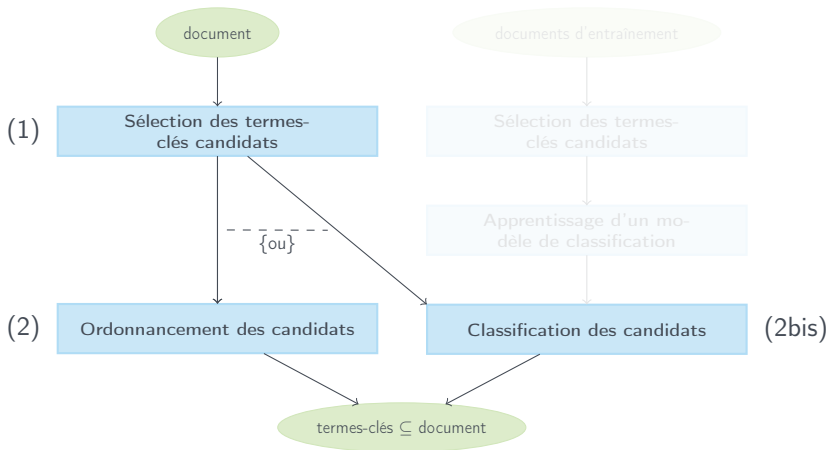 document
documents d'entraînement
(1)
Sélection des termes-
clés candidats
Sélection des termes-
clés candidats
Apprentissage d'un mo-
dèle de classification
{ou}
(2)
Ordonnancement des candidats
Classification des candidats
(2bis)
termes-clés ⊆ document